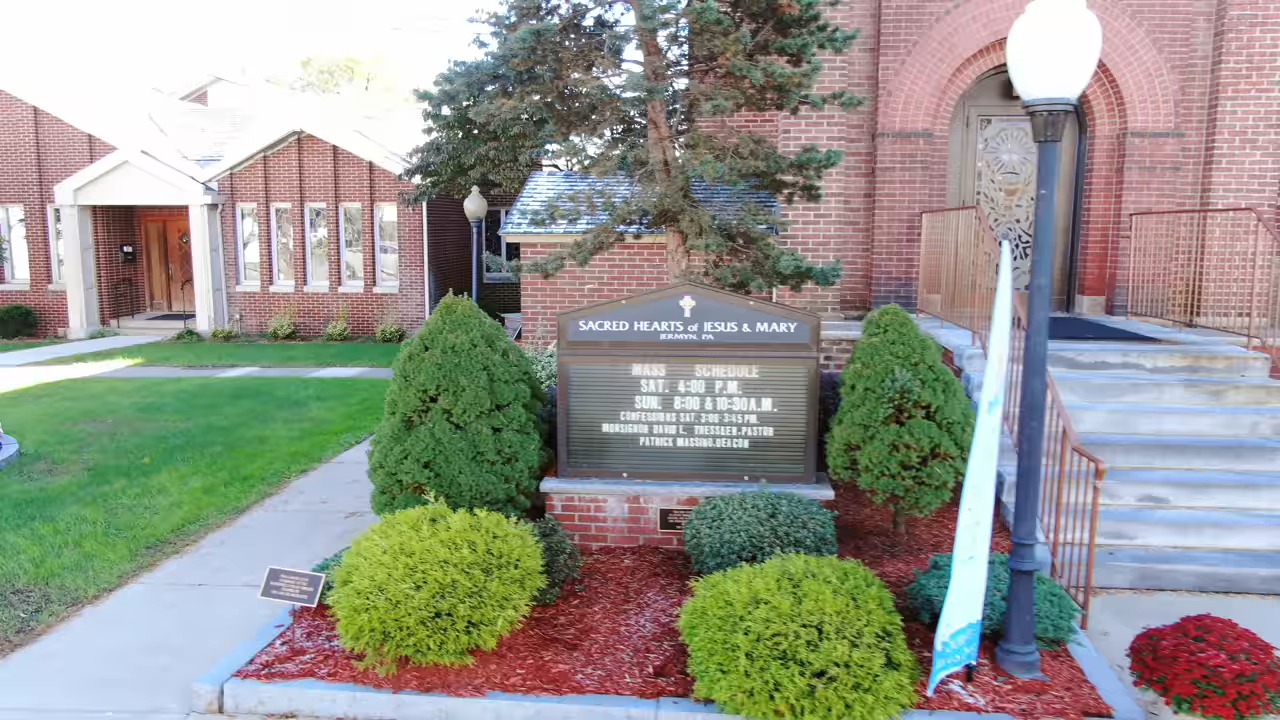 SACRED HEARTS of JESUS & MARY
JERMYN, PA
MASS SCHEDULE
SAT. 4:00 P.M.
SUN. 8:00 & 10:30 A.M.
CONFESSIONS SAT. 3:00 3:45 PM.
MONSIGNOR DAVID L. TRESSLER, PASTOR
PATRICK MASSINO, DEACON